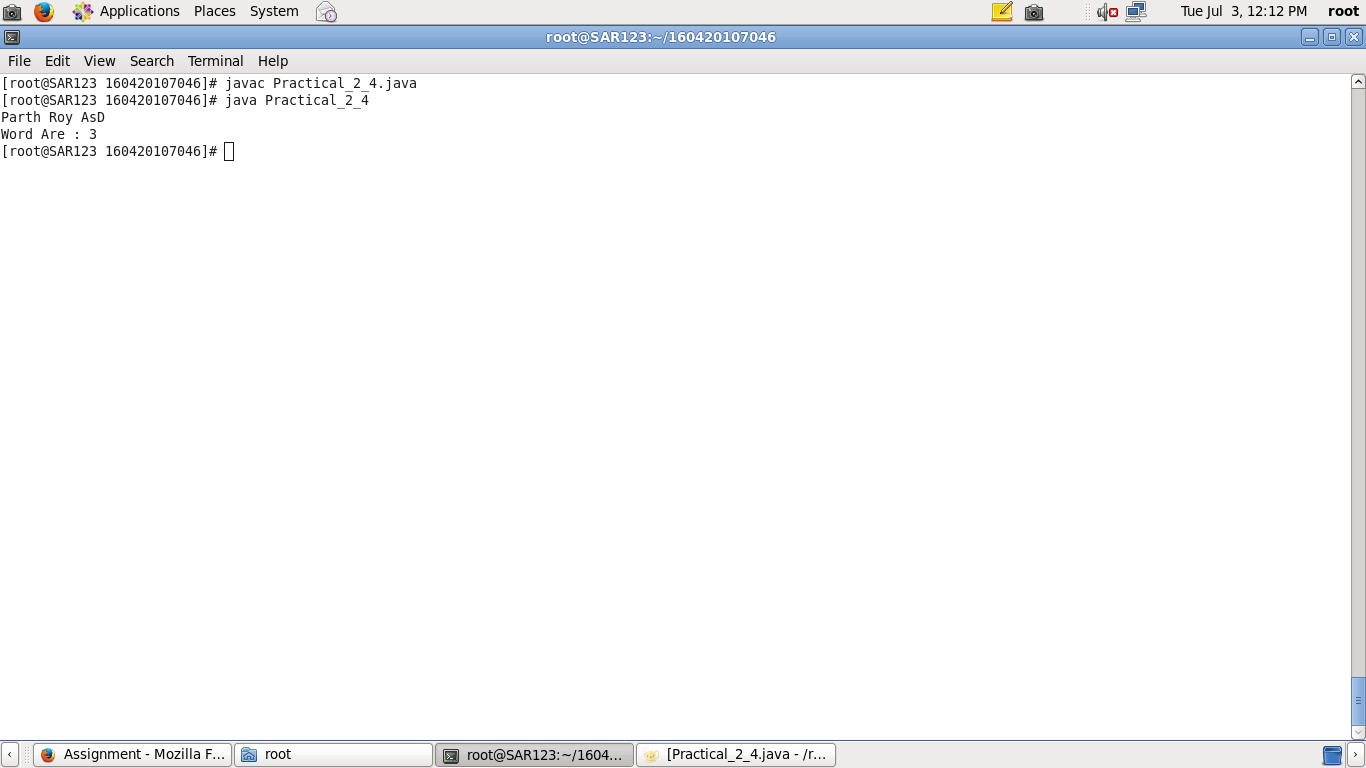 Applications Places System Tue Jul 3, 12:12 PM root
root@SAR123:~/160420107046
File Edit View Search Terminal Help
[root@SAR123 160420107046]# javac Practical_2_4.java
[root@SAR123 160420107046]# java Practical_2_4
Parth Roy AsD
Word Are : 3
[root@SAR123 160420107046]#
Assignment - Mozilla F... root root@SAR123:~/1604... [Practical_2_4.java - /r...